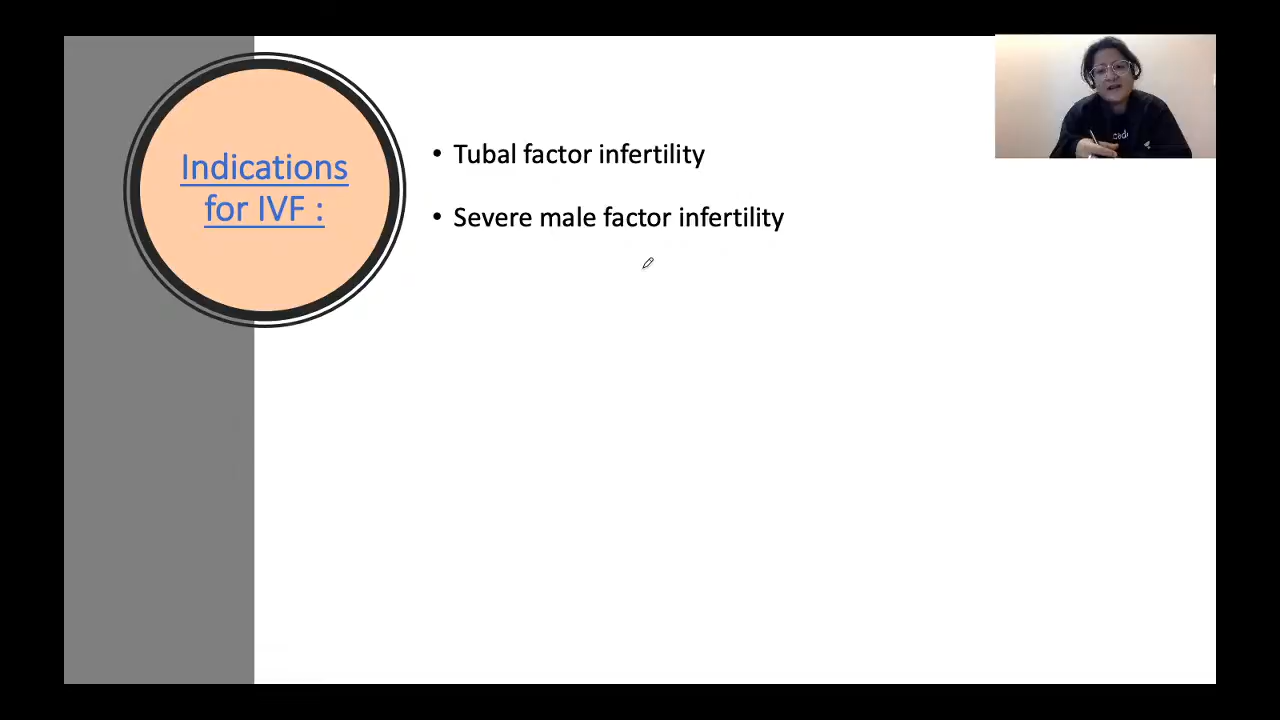 Indications
for IVF :
• Tubal factor infertility
• Severe male factor infertility